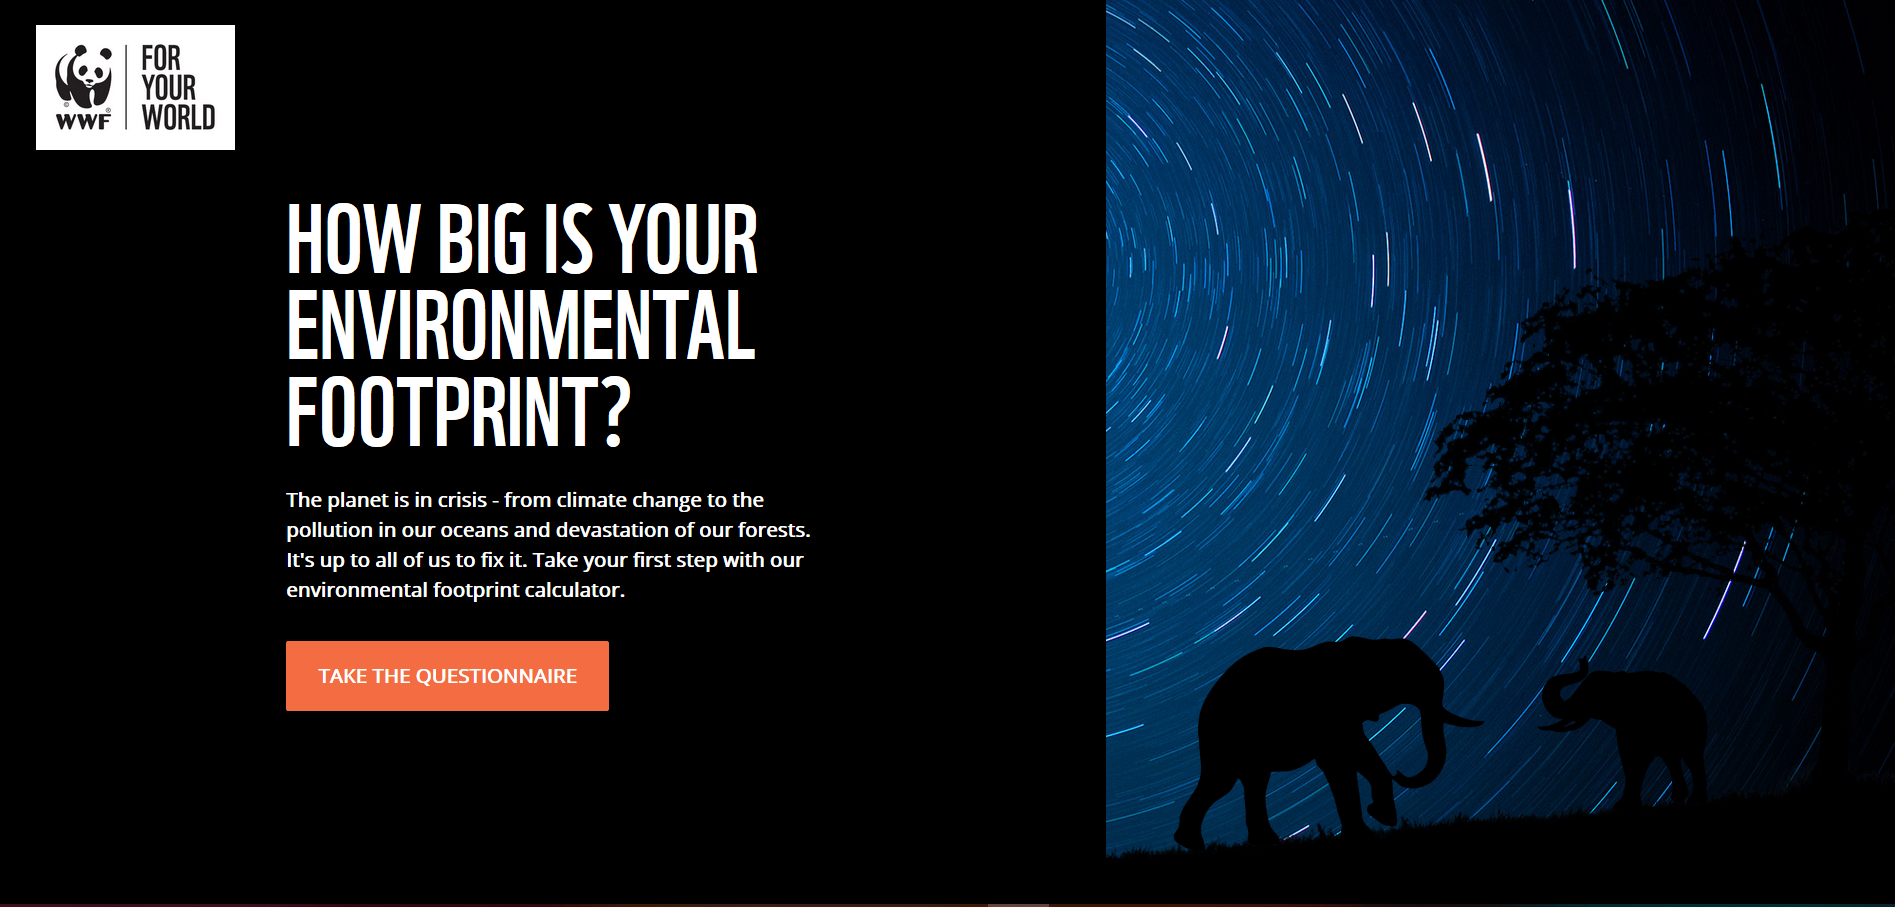 WWF
FOR
YOUR
WORLD
HOW BIG IS YOUR
ENVIRONMENTAL
FOOTPRINT?
The planet is in crisis - from climate change to the
pollution in our oceans and devastation of our forests.
It's up to all of us to fix it. Take your first step with our
environmental footprint calculator.
TAKE THE QUESTIONNAIRE